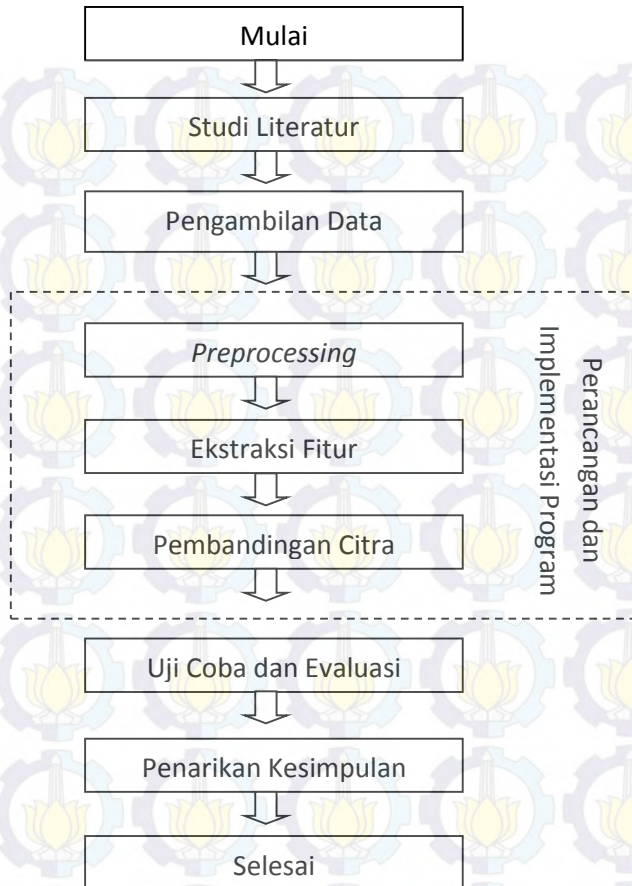 Mulai
Studi Literatur
Pengambilan Data
Preprocessing
Ekstraksi Fitur
Pembandingan Citra
Perancangan dan
Implementasi Program
Uji Coba dan Evaluasi
Penarikan Kesimpulan
Selesai